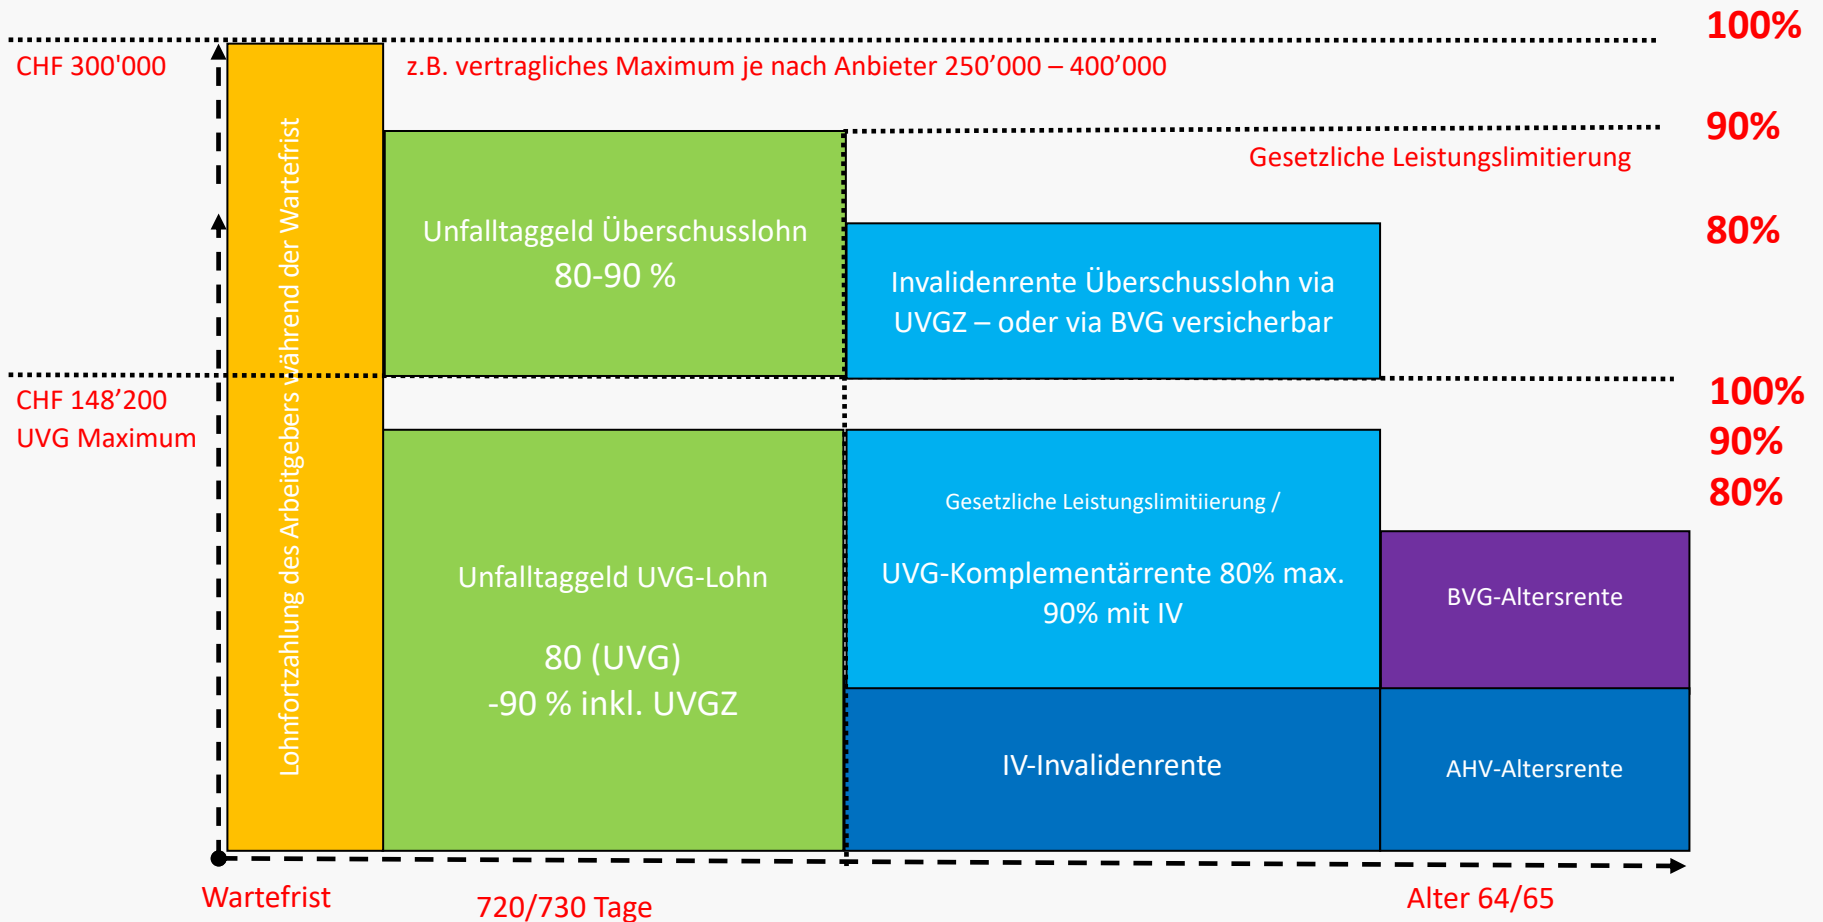 100%
CHF 300'000
z.B. vertragliches Maximum je nach Anbieter 250’000 – 400’000
90%
Gesetzliche Leistungslimitierung
80%
Lohnfortzahlung des Arbeitgebers während der Wartefrist
Unfalltaggeld Überschusslohn
80-90 %
Invalidenrente Überschusslohn via
UVGZ – oder via BVG versicherbar
CHF 148’200
UVG Maximum
100%
90%
80%
Unfalltaggeld UVG-Lohn
80 (UVG)
-90 % inkl. UVGZ
Gesetzliche Leistungslimitiierung /
UVG-Komplementärrente 80% max.
90% mit IV
BVG-Altersrente
IV-Invalidenrente
AHV-Altersrente
Wartefrist
720/730 Tage
Alter 64/65